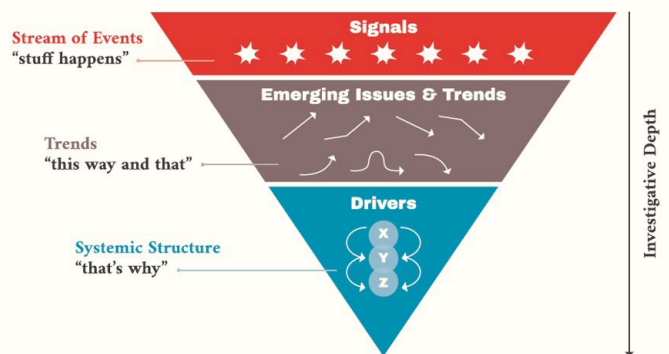 Signals
Stream of Events
“stuff happens”
Emerging Issues & Trends
Trends
“this way and that”
Drivers
X
Y
Z
Systemic Structure
“that’s why”
Investigative Depth